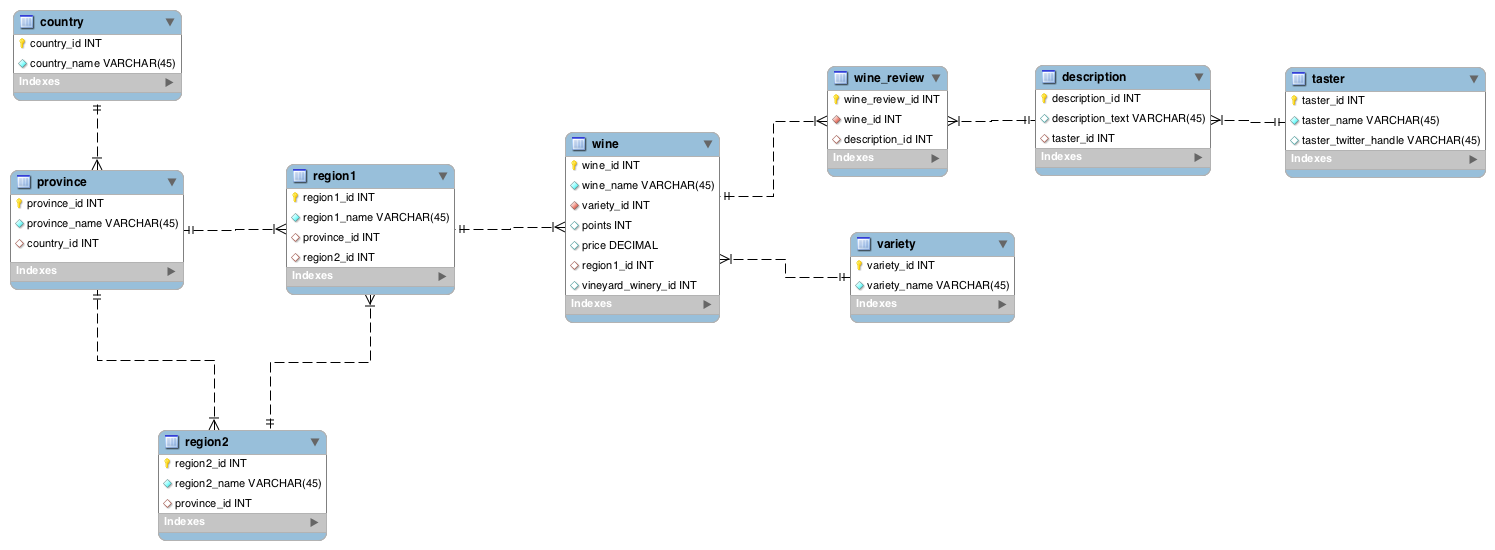 country
country_id INT
country_name VARCHAR(45)
Indexes
province
province_id INT
province_name VARCHAR(45)
country_id INT
Indexes
region1
region1_id INT
region1_name VARCHAR(45)
province_id INT
region2_id INT
Indexes
region2
region2_id INT
region2_name VARCHAR(45)
province_id INT
Indexes
wine
wine_id INT
wine_name VARCHAR(45)
variety_id INT
points INT
price DECIMAL
region1_id INT
vineyard_winery_id INT
Indexes
wine_review
wine_review_id INT
wine_id INT
description_id INT
Indexes
variety
variety_id INT
variety_name VARCHAR(45)
Indexes
description
description_id INT
description_text VARCHAR(45)
taster_id INT
Indexes
taster
taster_id INT
taster_name VARCHAR(45)
taster_twitter_handle VARCHAR(45)
Indexes